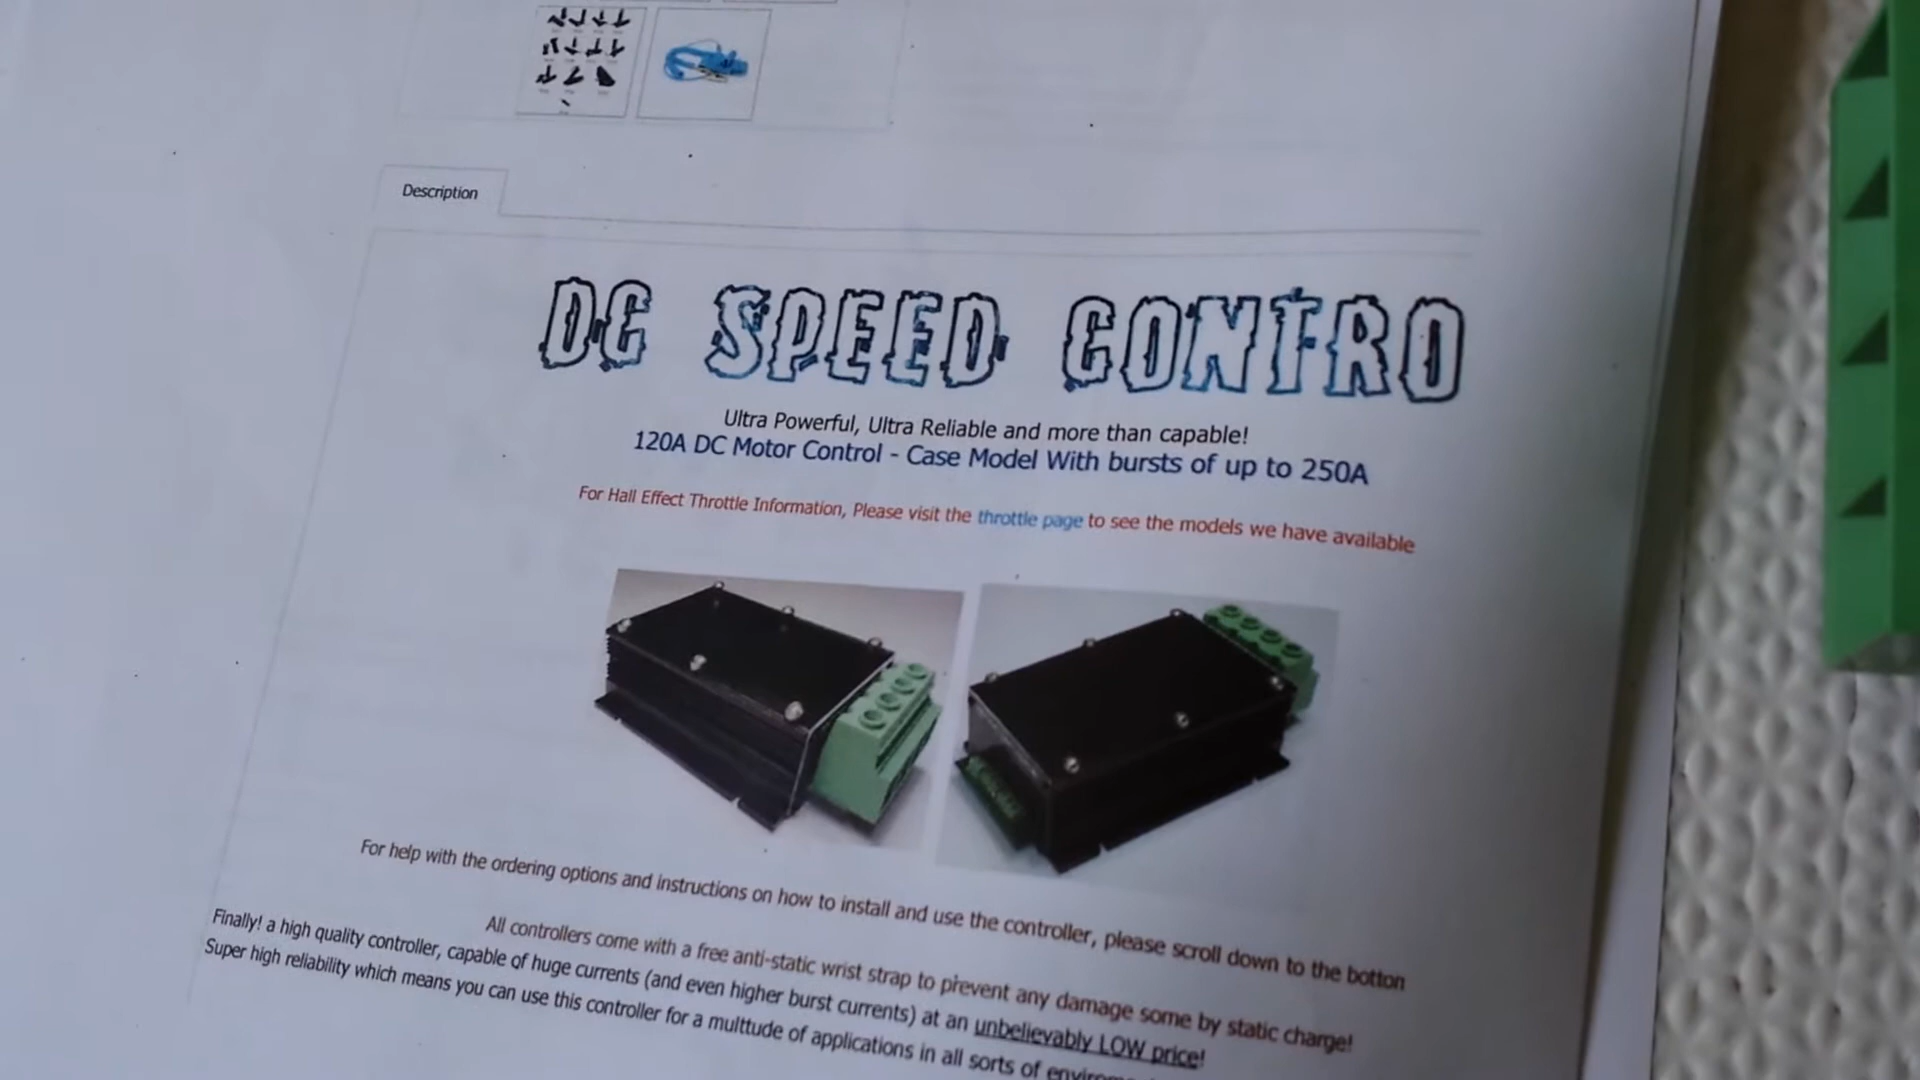 Description
DC SPEED CONTRO
Ultra Powerful, Ultra Reliable and more than capable!
120A DC Motor Control - Case Model With bursts of up to 250A
For Hall Effect Throttle Information, Please visit the throttle page to see the models we have available
For help with the ordering options and instructions on how to install and use the controller, please scroll down to the botton
All controllers come with a free anti-static wrist strap to prevent any damage some by static charge!
Finally! a high quality controller, capable of huge currents (and even higher burst currents) at an unbelievably LOW price!
Super high reliability which means you can use this controller for a multtude of applications in all sorts of